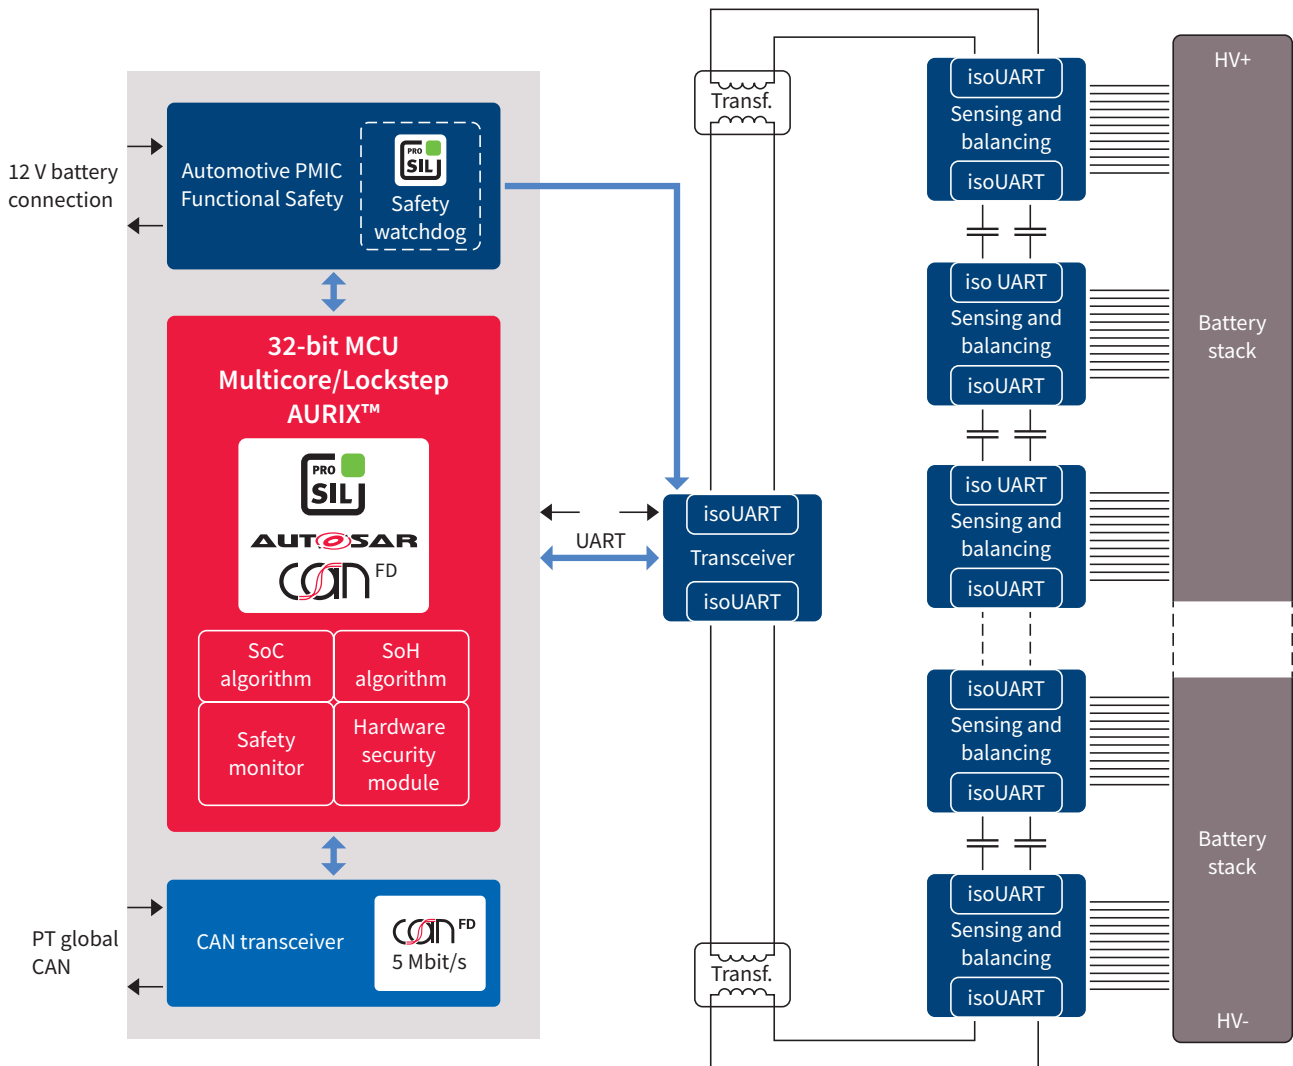 12 V battery
connection
Automotive PMIC
Functional Safety
PRO
SIL
Safety
watchdog
32-bit MCU
Multicore/Lockstep
AURIX™
PRO
SIL
AUTOSAR
CAN FD
SoC
algorithm
SoH
algorithm
Safety
monitor
Hardware
security
module
PT global
CAN
CAN transceiver
CAN FD
5 Mbit/s
UART
Transf.
isoUART
Transceiver
isoUART
Transf.
isoUART
Sensing and
balancing
isoUART
iso UART
Sensing and
balancing
isoUART
iso UART
Sensing and
balancing
isoUART
isoUART
Sensing and
balancing
isoUART
isoUART
Sensing and
balancing
isoUART
HV+
Battery
stack
Battery
stack
HV-